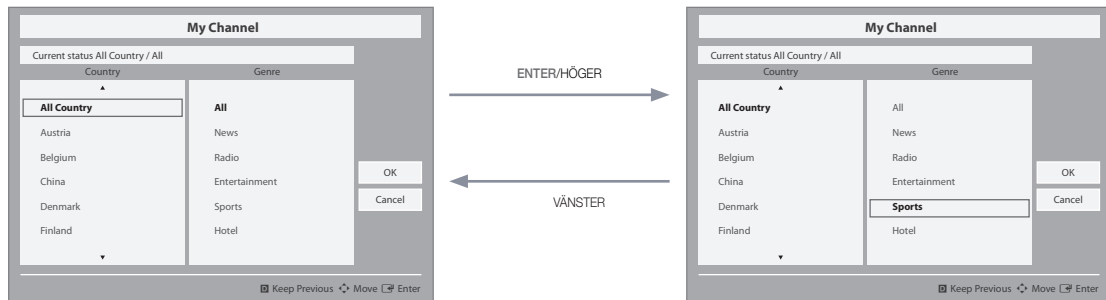 My Channel
Current status All Country / All
Country Genre
All Country All
Austria News
Belgium Radio
China Entertainment
Denmark Sports
Finland Hotel
OK
Cancel
D Keep Previous Move Enter
ENTER/HÖGER
VÄNSTER
My Channel
Current status All Country / All
Country Genre
All Country All
Austria News
Belgium Radio
China Entertainment
Denmark Sports
Finland Hotel
OK
Cancel
D Keep Previous Move Enter